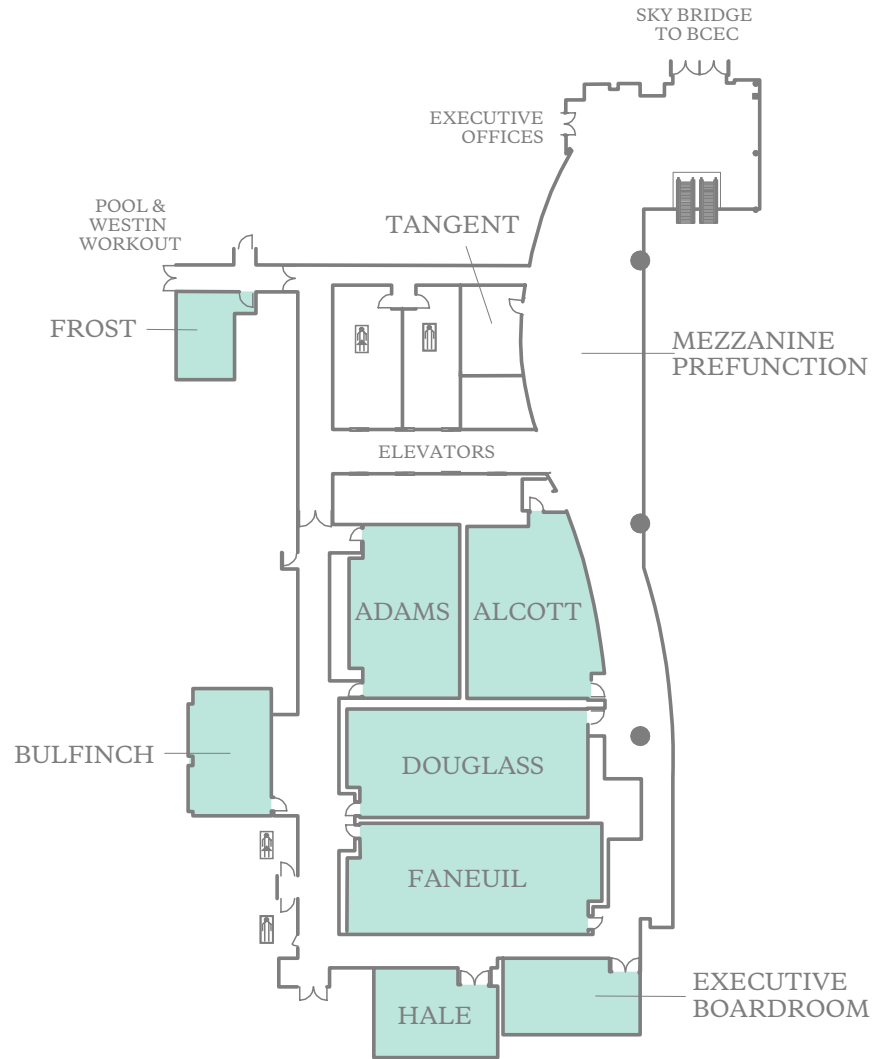 SKY BRIDGE
TO BCEC
EXECUTIVE
OFFICES
POOL &
WESTIN
WORKOUT
TANGENT
FROST
MEZZANINE
PREFUNCTION
ELEVATORS
ADAMS
ALCOTT
BULFINCH
DOUGLASS
FANEUIL
EXECUTIVE
BOARDROOM
HALE